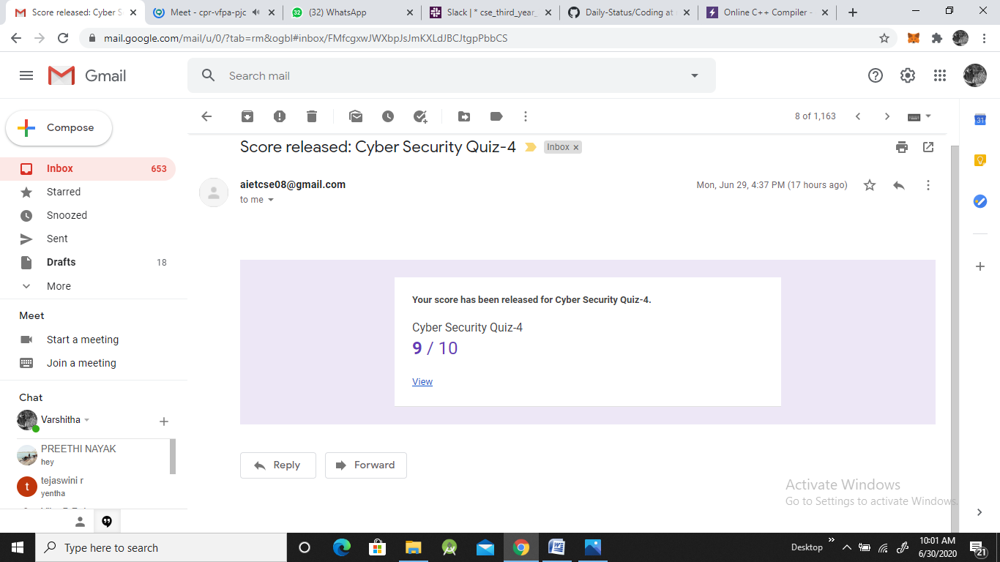 Score released: Cyber S
Meet - cpr-vfpa-pjc
(32) WhatsApp
Slack | * cse_third_year_
Daily-Status/Coding at
Online C++ Compiler -
mail.google.com/mail/u/0/?tab=rm&ogbl#inbox/FMfcgxwJWXbpJsJmKXLdJBCJtgpPbbCS
Gmail
Search mail
Compose
8 of 1,163
31
Score released: Cyber Security Quiz-4
Inbox x
Inbox 653
Starred
Snoozed
Sent
Drafts 18
More
aietcse08@gmail.com
to me
Mon, Jun 29, 4:37 PM (17 hours ago)
Your score has been released for Cyber Security Quiz-4.
Cyber Security Quiz-4
9 / 10
View
Meet
Start a meeting
Join a meeting
Chat
Varshitha
PREETHI NAYAK
hey
t
tejaswini r
yentha
Reply
Forward
Activate Windows
Go to Settings to activate Windows.
Type here to search
Desktop
10:01 AM
6/30/2020
21